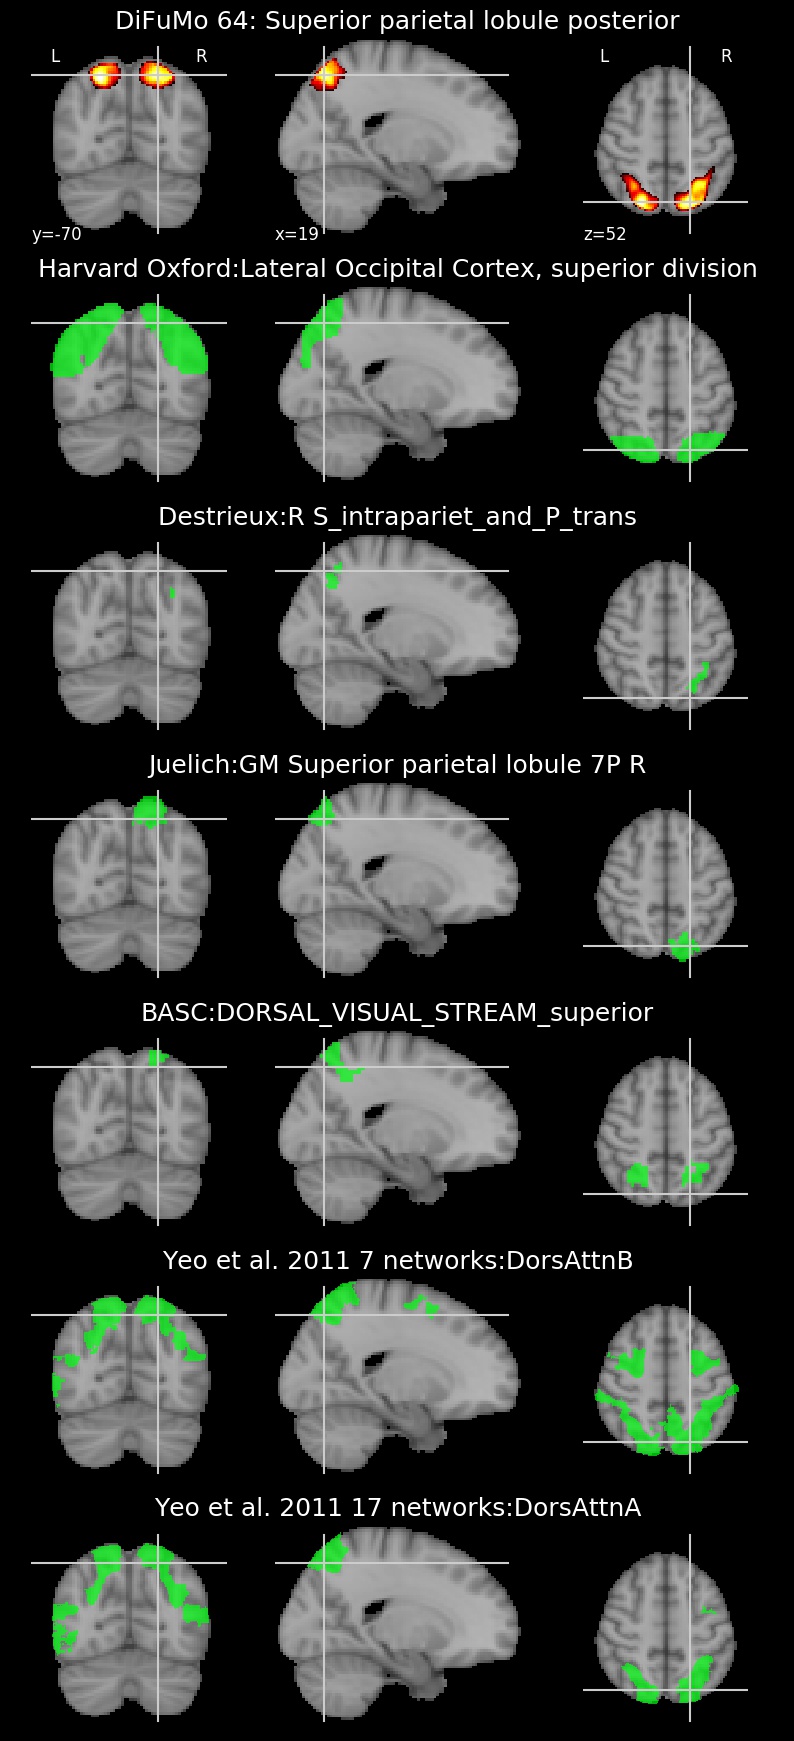 DiFuMo 64: Superior parietal lobule posterior
L R L R
y=-70 x=19 z=52
Harvard Oxford:Lateral Occipital Cortex, superior division
Destrieux:R S_intrapariet_and_P_trans
Juelich:GM Superior parietal lobule 7P R
BASC:DORSAL_VISUAL_STREAM_superior
Yeo et al. 2011 7 networks:DorsAttnB
Yeo et al. 2011 17 networks:DorsAttnA